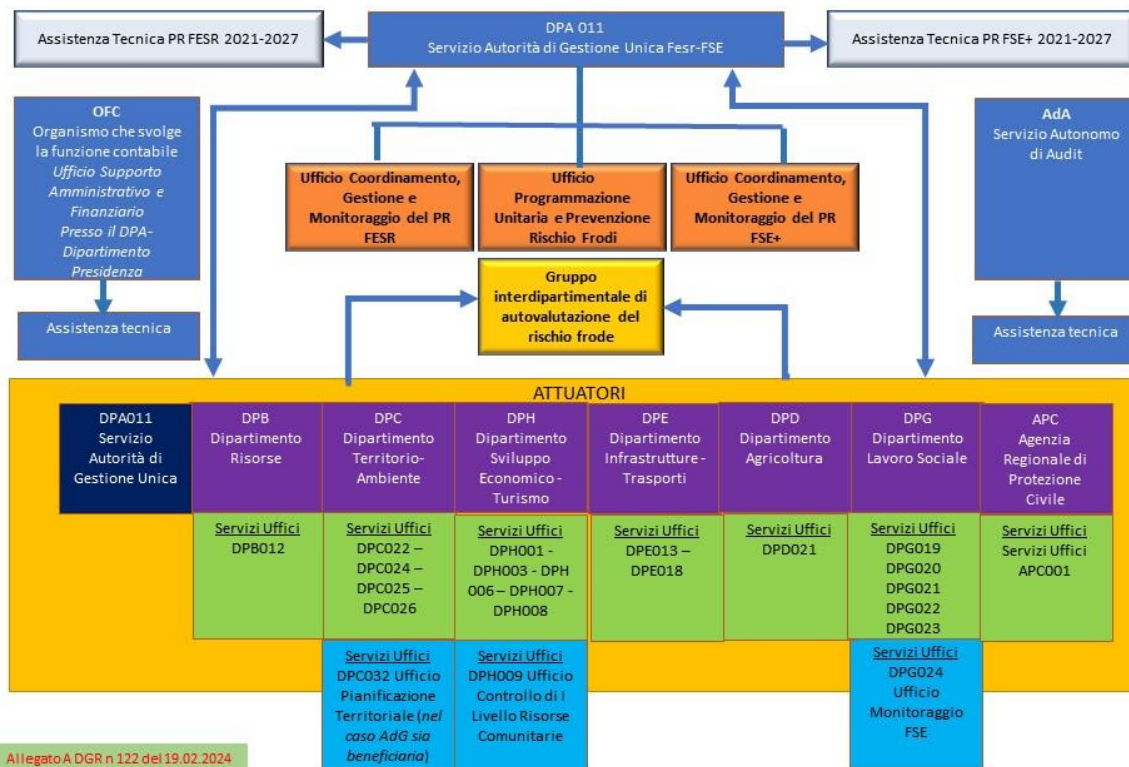 DPA 011
Servizio Autorità di Gestione Unica Fesr-FSE
Assistenza Tecnica PR FESR 2021-2027
Assistenza Tecnica PR FSE+ 2021-2027
OFC
Organismo che svolge
la funzione contabile
Ufficio Supporto
Amministrativo e
Finanziario
Presso il DPA-
Dipartimento
Presidenza
AdA
Servizio Autonomo
di Audit
Ufficio Coordinamento,
Gestione e
Monitoraggio del PR
FESR
Ufficio
Programmazione
Unitaria e Prevenzione
Rischio Frodi
Ufficio Coordinamento,
Gestione e
Monitoraggio del PR
FSE+
Gruppo
interdipartimentale di
autovalutazione del
rischio frode
Assistenza tecnica
Assistenza tecnica
ATTUATORI
DPA011
Servizio
Autorità di
Gestione Unica
DPB
Dipartimento
Risorse
DPC
Dipartimento
Territorio-
Ambiente
DPH
Dipartimento
Sviluppo
Economico -
Turismo
DPE
Dipartimento
Infrastrutture -
Trasporti
DPD
Dipartimento
Agricoltura
DPG
Dipartimento
Lavoro Sociale
APC
Agenzia
Regionale di
Protezione
Civile
Servizi Uffici
DPB012
Servizi Uffici
DPC022 –
DPC024 –
DPC025 –
DPC026
Servizi Uffici
DPH001 -
DPH003 - DPH
006 – DPH007 -
DPH008
Servizi Uffici
DPE013 –
DPE018
Servizi Uffici
DPD021
Servizi Uffici
DPG019
DPG020
DPG021
DPG022
DPG023
Servizi Uffici
Servizi Uffici
APC001
Servizi Uffici
DPC032 Ufficio
Pianificazione
Territoriale (nel
caso AdG sia
beneficiaria)
Servizi Uffici
DPH009 Ufficio
Controllo di I
Livello Risorse
Comunitarie
Servizi Uffici
DPG024
Ufficio
Monitoraggio
FSE
Allegato A DGR n 122 del 19.02.2024